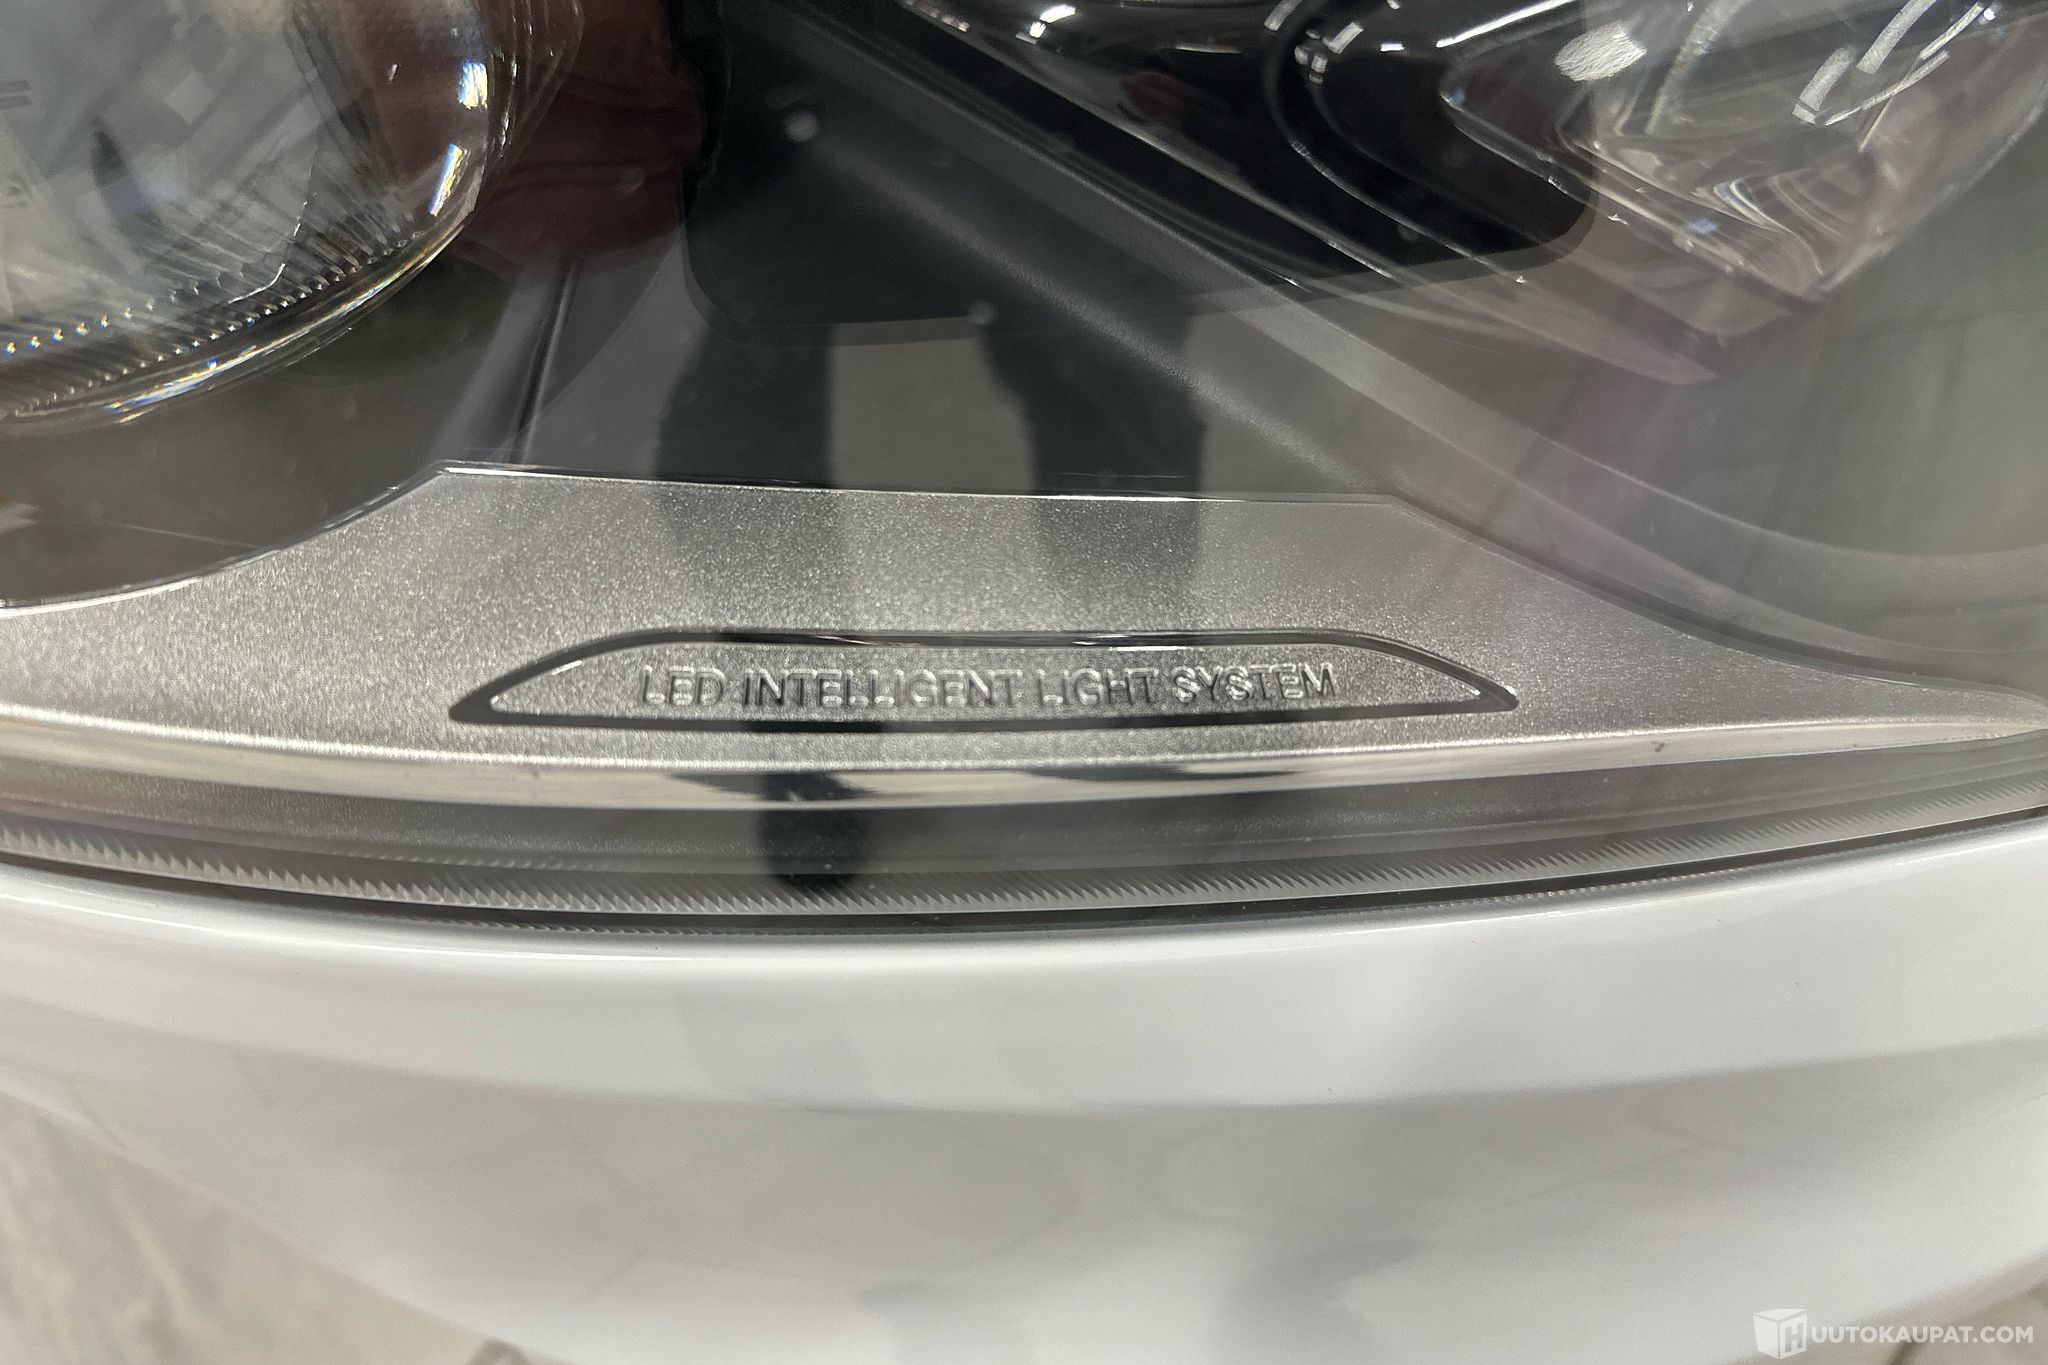 LED INTELLIGENT LIGHT SYSTEM
HUUTOKAUPAT.COM